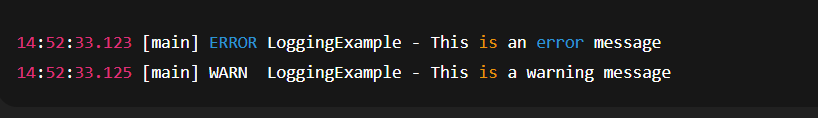 14:52:33.123 [main] ERROR LoggingExample - This is an error message
14:52:33.125 [main] WARN  LoggingExample - This is a warning message